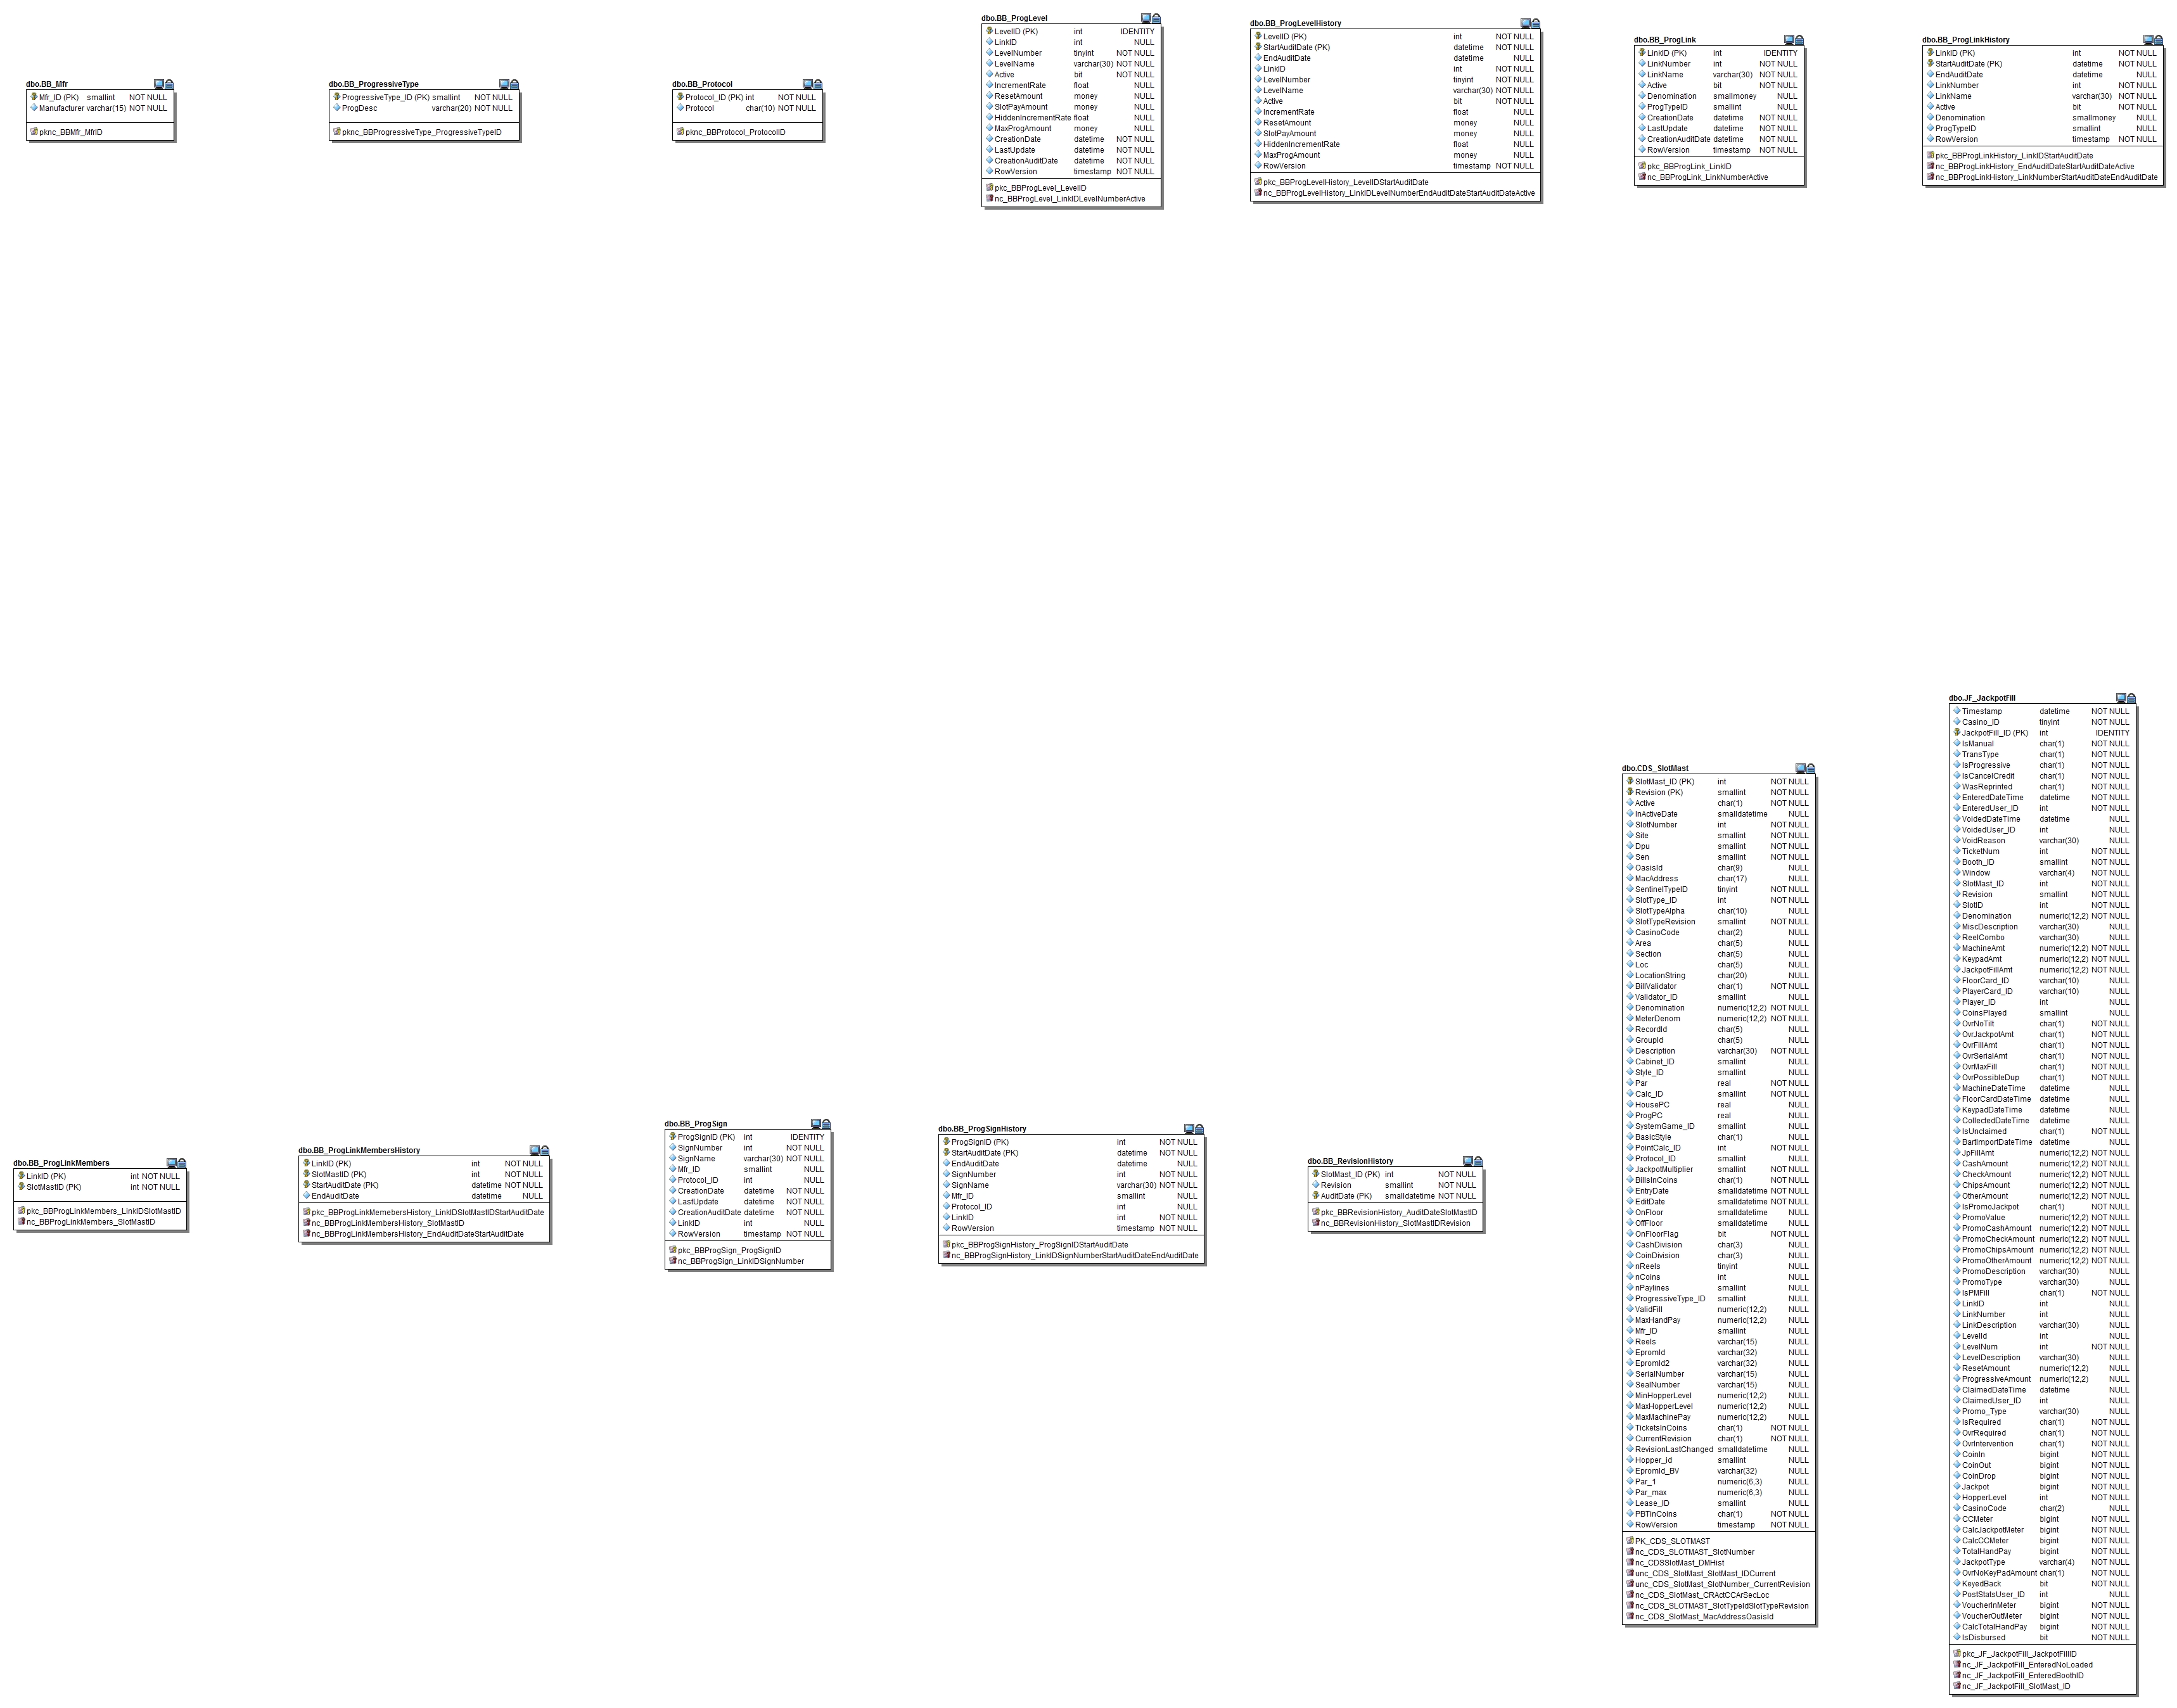 dbo.BB_Mfr
Mfr_ID (PK) smallint NOT NULL
Manufacturer varchar(15) NOT NULL
pknc_BBMfr_MfrID
dbo.BB_ProgressiveType
ProgressiveType_ID (PK) smallint NOT NULL
ProgDesc varchar(20) NOT NULL
pknc_BBProgressiveType_ProgressiveTypeID
dbo.BB_Protocol
Protocol_ID (PK) int NOT NULL
Protocol char(10) NOT NULL
pknc_BBProtocol_ProtocolID
dbo.BB_ProgLevel
LevelID (PK) int IDENTITY
LinkID int NULL
LevelNumber tinyint NOT NULL
LevelName varchar(30) NOT NULL
Active bit NOT NULL
IncrementRate float NULL
ResetAmount money NULL
SlotPayAmount money NULL
HiddenIncrementRate float NULL
MaxProgAmount money NULL
CreationDate datetime NOT NULL
LastUpdate datetime NOT NULL
CreationAuditDate datetime NOT NULL
RowVersion timestamp NOT NULL
pkc_BBProgLevel_LevelID
nc_BBProgLevel_LinkIDLevelNumberActive
dbo.BB_ProgLevelHistory
LevelID (PK) int NOT NULL
StartAuditDate (PK) datetime NOT NULL
EndAuditDate datetime NULL
LinkID int NOT NULL
LevelNumber tinyint NOT NULL
LevelName varchar(30) NOT NULL
Active bit NOT NULL
IncrementRate float NULL
ResetAmount money NULL
SlotPayAmount money NULL
HiddenIncrementRate float NULL
MaxProgAmount money NULL
RowVersion timestamp NOT NULL
pkc_BBProgLevelHistory_LevelIDStartAuditDate
nc_BBProgLevelHistory_LinkIDLevelNumberEndAuditDateStartAuditDateActive
dbo.BB_ProgLink
LinkID (PK) int IDENTITY
LinkNumber int NOT NULL
LinkName varchar(30) NOT NULL
Active bit NOT NULL
Denomination smallmoney NULL
ProgTypeID smallint NULL
CreationDate datetime NOT NULL
LastUpdate datetime NOT NULL
CreationAuditDate datetime NOT NULL
RowVersion timestamp NOT NULL
pkc_BBProgLink_LinkID
nc_BBProgLink_LinkNumberActive
dbo.BB_ProgLinkHistory
LinkID (PK) int NOT NULL
StartAuditDate (PK) datetime NOT NULL
EndAuditDate datetime NULL
LinkNumber int NOT NULL
LinkName varchar(30) NOT NULL
Active bit NOT NULL
Denomination smallmoney NULL
ProgTypeID smallint NULL
RowVersion timestamp NOT NULL
pkc_BBProgLinkHistory_LinkIDStartAuditDate
nc_BBProgLinkHistory_EndAuditDateStartAuditDateActive
nc_BBProgLinkHistory_LinkNumberStartAuditDateEndAuditDate
dbo.BB_ProgLinkMembers
LinkID (PK) int NOT NULL
SlotMastID (PK) int NOT NULL
pkc_BBProgLinkMembers_LinkIDSlotMastID
nc_BBProgLinkMembers_SlotMastID
dbo.BB_ProgLinkMembersHistory
LinkID (PK) int NOT NULL
SlotMastID (PK) int NOT NULL
StartAuditDate (PK) datetime NOT NULL
EndAuditDate datetime NULL
pkc_BBProgLinkMemebersHistory_LinkIDSlotMastIDStartAuditDate
nc_BBProgLinkMembersHistory_SlotMastID
nc_BBProgLinkMembersHistory_EndAuditDateStartAuditDate
dbo.BB_ProgSign
ProgSignID (PK) int IDENTITY
SignNumber int NOT NULL
SignName varchar(30) NOT NULL
Mfr_ID smallint NULL
Protocol_ID int NULL
CreationDate datetime NOT NULL
LastUpdate datetime NOT NULL
CreationAuditDate datetime NOT NULL
LinkID int NULL
RowVersion timestamp NOT NULL
pkc_BBProgSign_ProgSignID
nc_BBProgSign_LinkIDSignNumber
dbo.BB_ProgSignHistory
ProgSignID (PK) int NOT NULL
StartAuditDate (PK) datetime NOT NULL
EndAuditDate datetime NULL
SignNumber int NOT NULL
SignName varchar(30) NOT NULL
Mfr_ID smallint NULL
Protocol_ID int NULL
LinkID int NOT NULL
RowVersion timestamp NOT NULL
pkc_BBProgSignHistory_ProgSignIDStartAuditDate
nc_BBProgSignHistory_LinkIDSignNumberStartAuditDateEndAuditDate
dbo.BB_RevisionHistory
SlotMast_ID (PK) int NOT NULL
Revision smallint NOT NULL
AuditDate (PK) smalldatetime NOT NULL
pkc_BBRevisionHistory_AuditDateSlotMastID
nc_BBRevisionHistory_SlotMastIDRevision
dbo.CDS_SlotMast
SlotMast_ID (PK) int NOT NULL
Revision (PK) smallint NOT NULL
Active char(1) NOT NULL
InActiveDate smalldatetime NULL
SlotNumber int NOT NULL
Site smallint NOT NULL
Dpu smallint NOT NULL
Sen smallint NOT NULL
OasisId char(9) NULL
MacAddress char(17) NULL
SentinelTypeID tinyint NOT NULL
SlotType_ID int NOT NULL
SlotTypeAlpha char(10) NULL
SlotTypeRevision smallint NOT NULL
CasinoCode char(2) NULL
Area char(5) NULL
Section char(5) NULL
Loc char(5) NULL
LocationString char(20) NULL
BillValidator char(1) NOT NULL
Validator_ID smallint NULL
Denomination numeric(12,2) NOT NULL
MeterDenom numeric(12,2) NOT NULL
RecordId char(5) NULL
GroupId char(5) NULL
Description varchar(30) NOT NULL
Cabinet_ID smallint NULL
Style_ID smallint NULL
Par real NOT NULL
Calc_ID smallint NOT NULL
HousePC real NULL
ProgPC real NULL
SystemGame_ID smallint NULL
BasicStyle char(1) NULL
PointCalc_ID int NOT NULL
Protocol_ID smallint NULL
JackpotMultiplier smallint NOT NULL
BillsInCoins char(1) NOT NULL
EntryDate smalldatetime NOT NULL
EditDate smalldatetime NOT NULL
OnFloor smalldatetime NULL
OffFloor smalldatetime NULL
OnFloorFlag bit NOT NULL
CashDivision char(3) NULL
CoinDivision char(3) NULL
nReels tinyint NULL
nCoins int NULL
nPaylines smallint NULL
ProgressiveType_ID smallint NULL
ValidFill numeric(12,2) NULL
MaxHandPay numeric(12,2) NULL
Mfr_ID smallint NULL
Reels varchar(15) NULL
EpromId varchar(32) NULL
EpromId2 varchar(32) NULL
SerialNumber varchar(15) NULL
SealNumber varchar(15) NULL
MinHopperLevel numeric(12,2) NULL
MaxHopperLevel numeric(12,2) NULL
MaxMachinePay numeric(12,2) NULL
TicketsInCoins char(1) NOT NULL
CurrentRevision char(1) NOT NULL
RevisionLastChanged smalldatetime NULL
Hopper_id smallint NULL
EpromId_BV varchar(32) NULL
Par_1 numeric(6,3) NULL
Par_max numeric(6,3) NULL
Lease_ID smallint NULL
PBTinCoins char(1) NOT NULL
RowVersion timestamp NOT NULL
PK_CDS_SLOTMAST
nc_CDS_SLOTMAST_SlotNumber
nc_CDSSlotMast_DMHist
unc_CDS_SlotMast_SlotMast_IDCurrent
unc_CDS_SlotMast_SlotNumber_CurrentRevision
nc_CDS_SlotMast_CRActCCArSecLoc
nc_CDS_SLOTMAST_SlotTypeIdSlotTypeRevision
nc_CDS_SlotMast_MacAddressOasisId
dbo.JF_JackpotFill
Timestamp datetime NOT NULL
Casino_ID tinyint NOT NULL
JackpotFill_ID (PK) int IDENTITY
IsManual char(1) NOT NULL
TransType char(1) NOT NULL
IsProgressive char(1) NOT NULL
IsCancelCredit char(1) NOT NULL
WasReprinted char(1) NOT NULL
EnteredDateTime datetime NOT NULL
EnteredUser_ID int NOT NULL
VoidedDateTime datetime NULL
VoidedUser_ID int NULL
VoidReason varchar(30) NULL
TicketNum int NOT NULL
Booth_ID smallint NOT NULL
Window varchar(4) NOT NULL
SlotMast_ID int NOT NULL
Revision smallint NOT NULL
SlotID int NOT NULL
Denomination numeric(12,2) NOT NULL
MiscDescription varchar(30) NULL
ReelCombo varchar(30) NULL
MachineAmt numeric(12,2) NOT NULL
KeypadAmt numeric(12,2) NOT NULL
JackpotFillAmt numeric(12,2) NOT NULL
FloorCard_ID varchar(10) NULL
PlayerCard_ID varchar(10) NULL
Player_ID int NULL
CoinsPlayed smallint NULL
OvrNoTilt char(1) NOT NULL
OvrJackpotAmt char(1) NOT NULL
OvrFillAmt char(1) NOT NULL
OvrSerialAmt char(1) NOT NULL
OvrMaxFill char(1) NOT NULL
OvrPossibleDup char(1) NOT NULL
MachineDateTime datetime NULL
FloorCardDateTime datetime NULL
KeypadDateTime datetime NULL
CollectedDateTime datetime NULL
IsUnclaimed char(1) NOT NULL
BartImportDateTime datetime NULL
JpFillAmt numeric(12,2) NOT NULL
CashAmount numeric(12,2) NOT NULL
CheckAmount numeric(12,2) NOT NULL
ChipsAmount numeric(12,2) NOT NULL
OtherAmount numeric(12,2) NOT NULL
IsPromoJackpot char(1) NOT NULL
PromoValue numeric(12,2) NOT NULL
PromoCashAmount numeric(12,2) NOT NULL
PromoCheckAmount numeric(12,2) NOT NULL
PromoChipsAmount numeric(12,2) NOT NULL
PromoOtherAmount numeric(12,2) NOT NULL
PromoDescription varchar(30) NULL
PromoType varchar(30) NULL
IsPMFill char(1) NOT NULL
LinkID int NULL
LinkNumber int NULL
LinkDescription varchar(30) NULL
LevelId int NULL
LevelNum int NOT NULL
LevelDescription varchar(30) NULL
ResetAmount numeric(12,2) NULL
ProgressiveAmount numeric(12,2) NULL
ClaimedDateTime datetime NULL
ClaimedUser_ID int NULL
Promo_Type varchar(30) NULL
IsRequired char(1) NOT NULL
OvrRequired char(1) NOT NULL
OvrIntervention char(1) NOT NULL
CoinIn bigint NOT NULL
CoinOut bigint NOT NULL
CoinDrop bigint NOT NULL
Jackpot bigint NOT NULL
HopperLevel int NOT NULL
CasinoCode char(2) NULL
CCMeter bigint NOT NULL
CalcJackpotMeter bigint NOT NULL
CalcCCMeter bigint NOT NULL
TotalHandPay bigint NOT NULL
JackpotType varchar(4) NOT NULL
OvrNoKeyPadAmount char(1) NOT NULL
KeyedBack bit NOT NULL
PostStatsUser_ID int NULL
VoucherInMeter bigint NOT NULL
VoucherOutMeter bigint NOT NULL
CalcTotalHandPay bigint NOT NULL
IsDisbursed bit NOT NULL
pkc_JF_JackpotFill_JackpotFillID
nc_JF_JackpotFill_EnteredNoLoaded
nc_JF_JackpotFill_EnteredBoothID
nc_JF_JackpotFill_SlotMast_ID